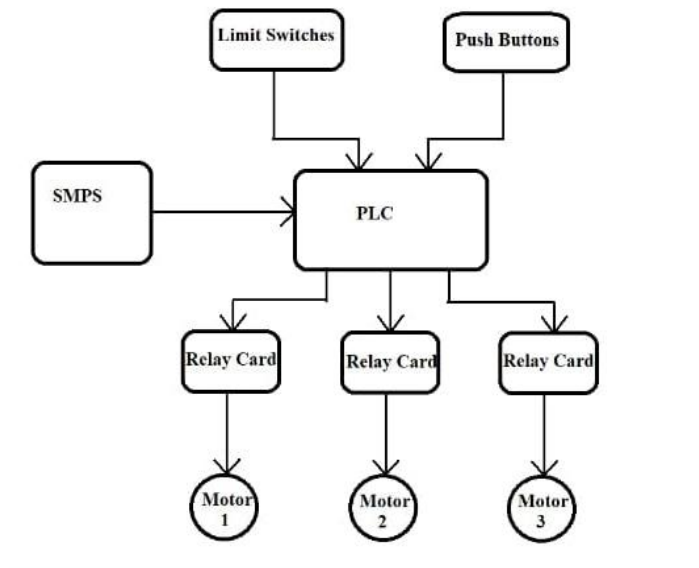 Limit Switches
Push Buttons
SMPS
PLC
Relay Card
Relay Card
Relay Card
Motor
1
Motor
2
Motor
3